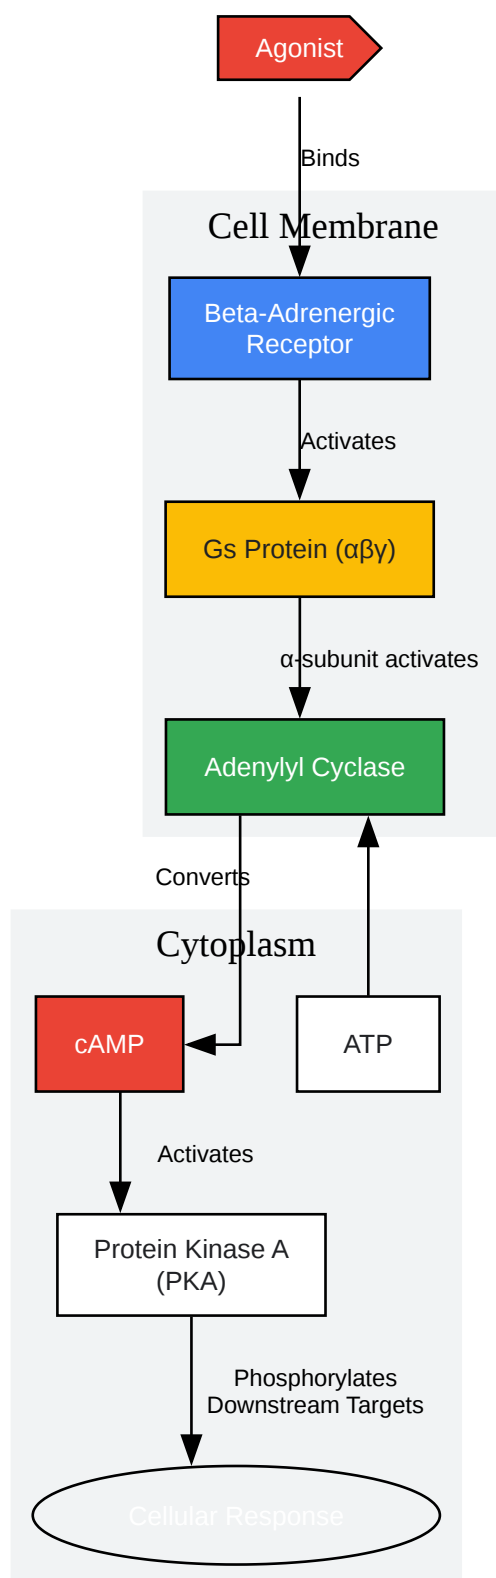 Agonist
Binds
Cell Membrane
Beta-Adrenergic
Receptor
Activates
Gs Protein (αβγ)
α-subunit activates
Adenylyl Cyclase
Converts
Cytoplasm
cAMP
ATP
Activates
Protein Kinase A
(PKA)
Phosphorylates
Downstream Targets
Cellular Response